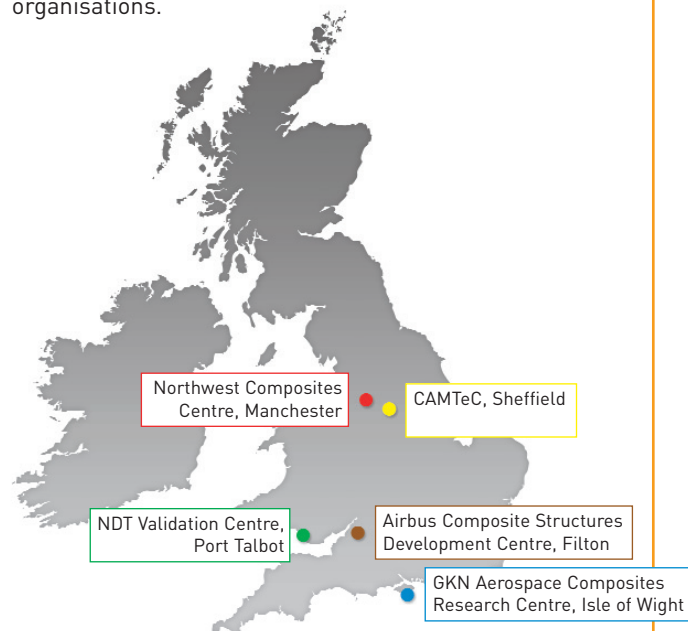 organisations.
Northwest Composites
Centre, Manchester
CAMTeC, Sheffield
NDT Validation Centre,
Port Talbot
Airbus Composite Structures
Development Centre, Filton
GKN Aerospace Composites
Research Centre, Isle of Wight